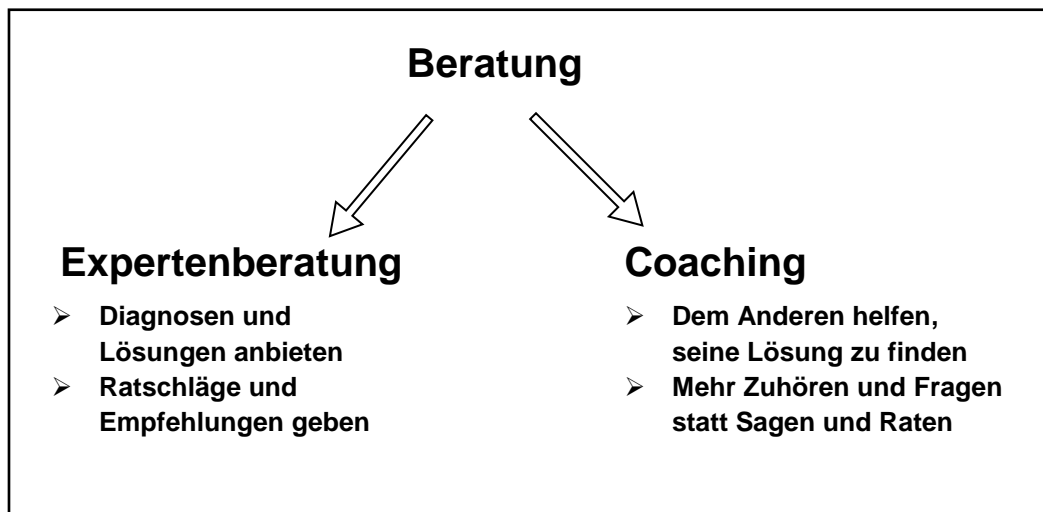 Beratung
Expertenberatung
➢ Diagnosen und
Lösungen anbieten
➢ Ratschläge und
Empfehlungen geben
Coaching
➢ Dem Anderen helfen,
seine Lösung zu finden
➢ Mehr Zuhören und Fragen
statt Sagen und Raten